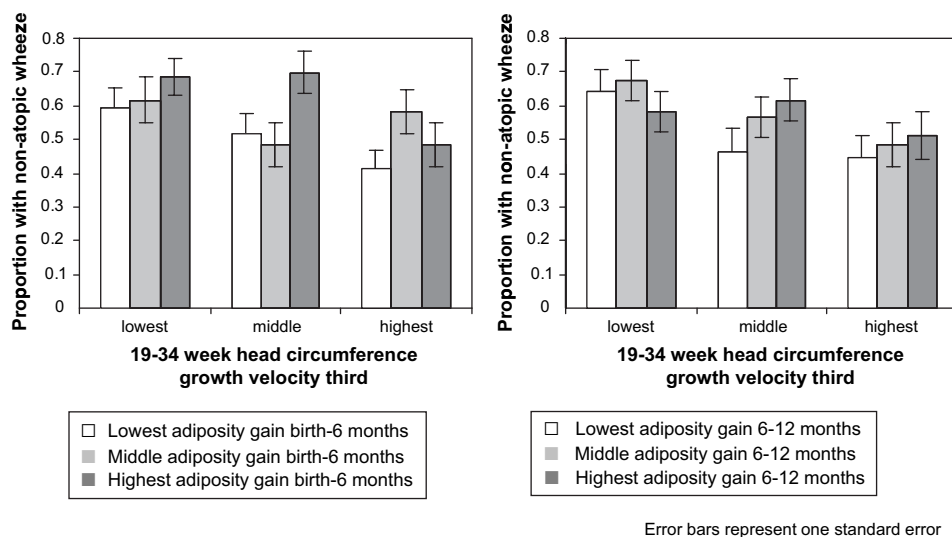 Proportion with non-atopic wheeze
0.8
0.7
0.6
0.5
0.4
0.3
0.2
0.1
0
lowest middle highest
19-34 week head circumference
growth velocity third
Lowest adiposity gain birth-6 months
Middle adiposity gain birth-6 months
Highest adiposity gain birth-6 months
Proportion with non-atopic wheeze
0.8
0.7
0.6
0.5
0.4
0.3
0.2
0.1
0
lowest middle highest
19-34 week head circumference
growth velocity third
Lowest adiposity gain 6-12 months
Middle adiposity gain 6-12 months
Highest adiposity gain 6-12 months
Error bars represent one standard error